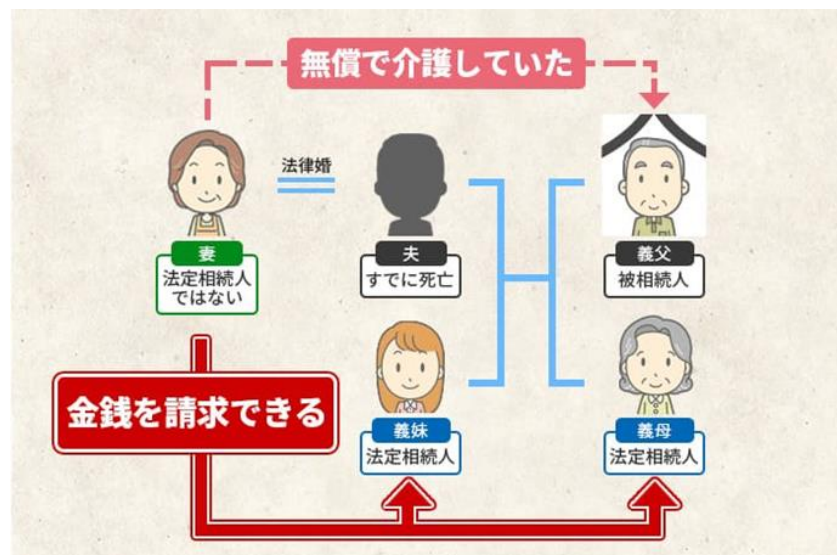 無償で介護していた
法律婚
妻
法定相続人
ではない
夫
すでに死亡
義父
被相続人
金銭を請求できる
義妹
法定相続人
義母
法定相続人